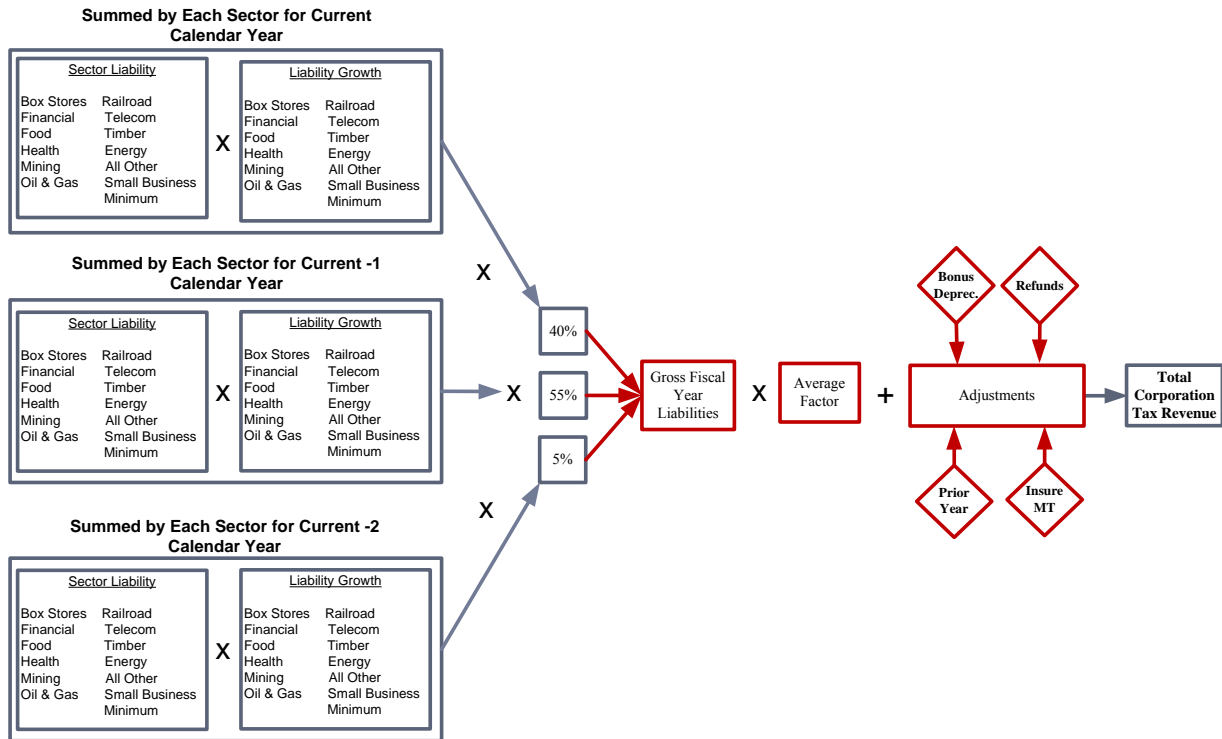 Summed by Each Sector for Current
Calendar Year
Sector Liability
Box Stores Railroad
Financial Telecom
Food Timber
Health Energy
Mining All Other
Oil & Gas Small Business
Minimum
X
Liability Growth
Box Stores Railroad
Financial Telecom
Food Timber
Health Energy
Mining All Other
Oil & Gas Small Business
Minimum
X
Summed by Each Sector for Current -1
Calendar Year
Sector Liability
Box Stores Railroad
Financial Telecom
Food Timber
Health Energy
Mining All Other
Oil & Gas Small Business
Minimum
X
Liability Growth
Box Stores Railroad
Financial Telecom
Food Timber
Health Energy
Mining All Other
Oil & Gas Small Business
Minimum
X
Summed by Each Sector for Current -2
Calendar Year
Sector Liability
Box Stores Railroad
Financial Telecom
Food Timber
Health Energy
Mining All Other
Oil & Gas Small Business
Minimum
X
Liability Growth
Box Stores Railroad
Financial Telecom
Food Timber
Health Energy
Mining All Other
Oil & Gas Small Business
Minimum
X
40%
55%
5%
Gross Fiscal
Year
Liabilities
X
Average
Factor
+
Bonus
Deprec.
Refunds
Adjustments
Prior
Year
Insure
MT
Total
Corporation
Tax Revenue